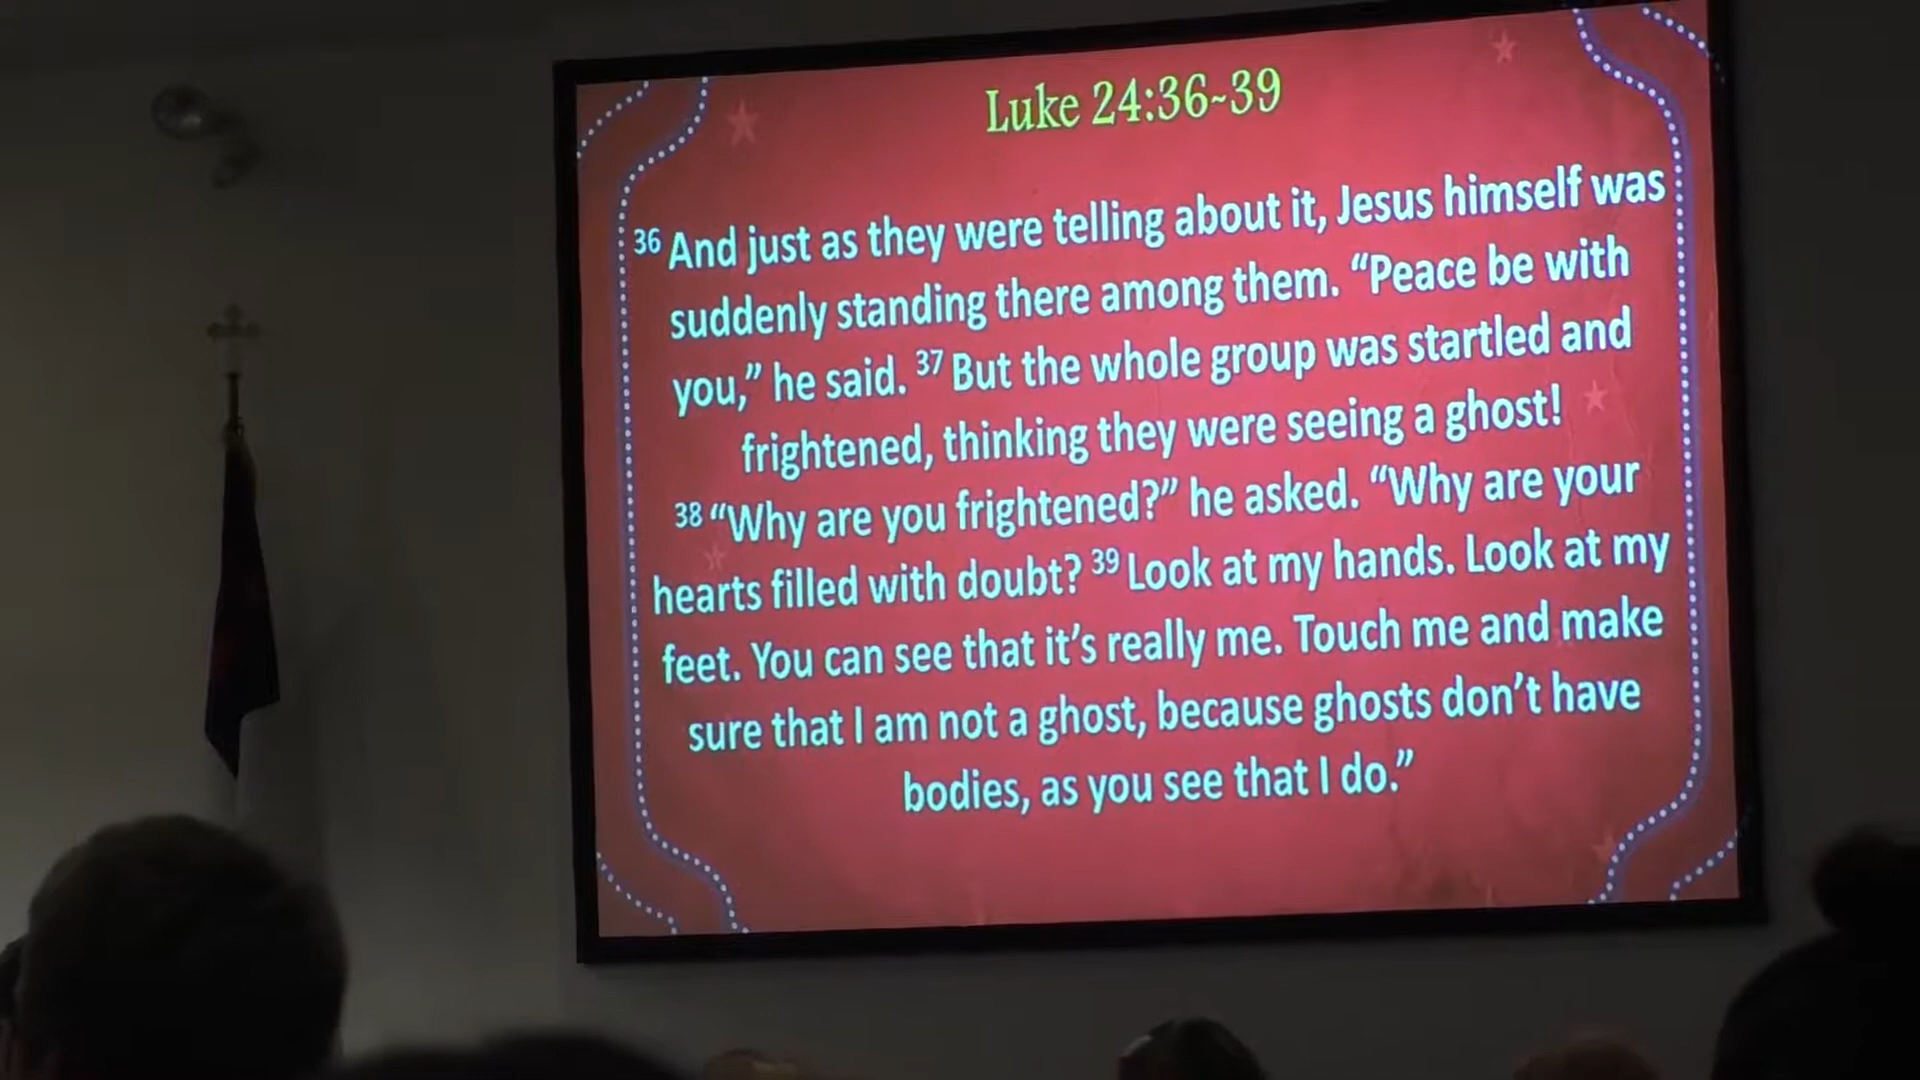 Luke 24:36-39
36 And just as they were telling about it, Jesus himself was
suddenly standing there among them. “Peace be with
you,” he said. 37 But the whole group was startled and
frightened, thinking they were seeing a ghost!
38 “Why are you frightened?” he asked. “Why are your
hearts filled with doubt? 39 Look at my hands. Look at my
feet. You can see that it’s really me. Touch me and make
sure that I am not a ghost, because ghosts don’t have
bodies, as you see that I do.”